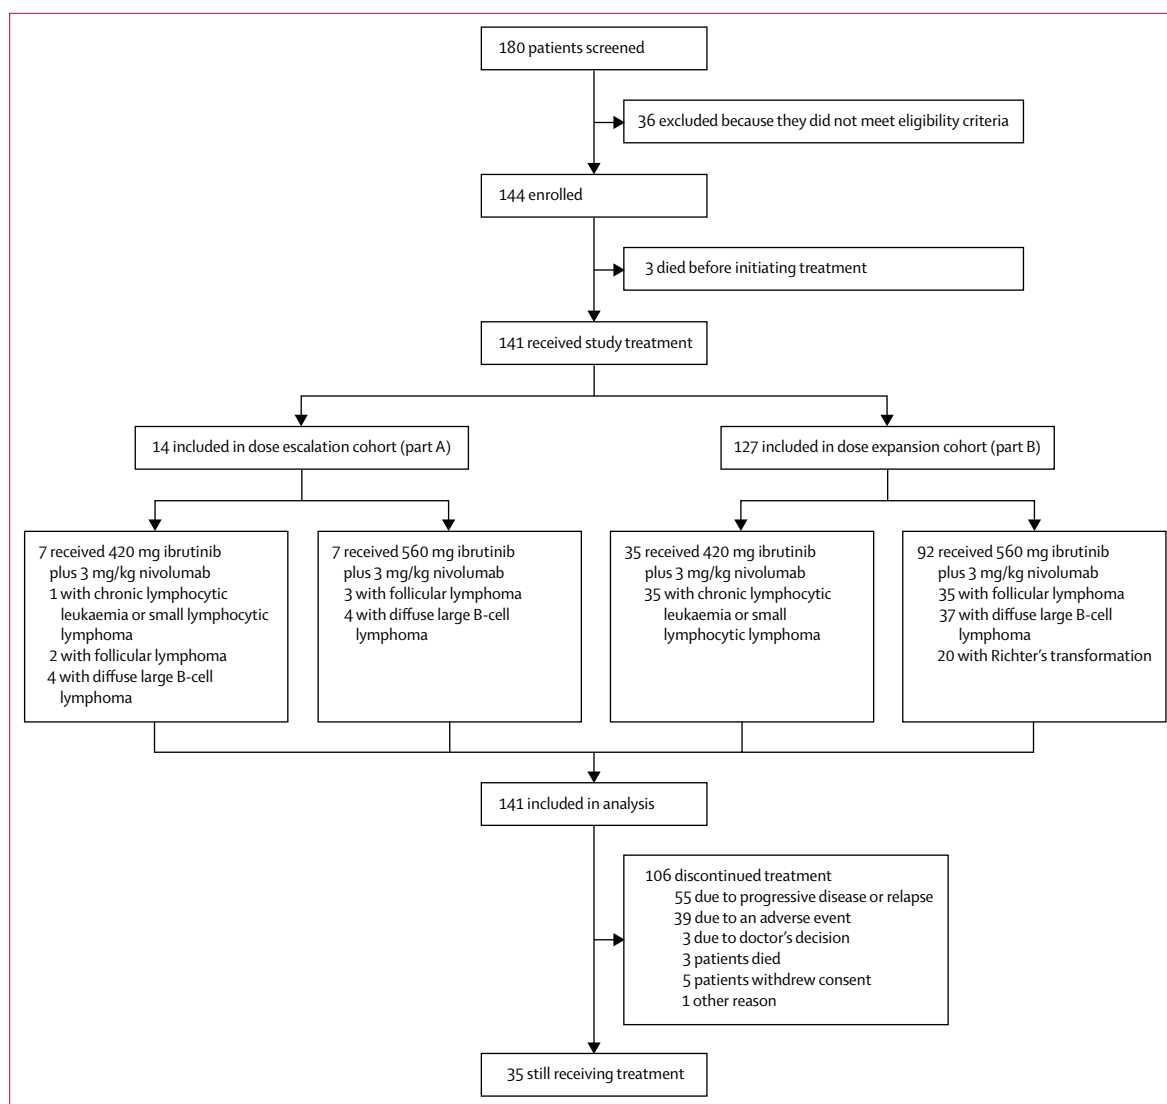 180 patients screened
36 excluded because they did not meet eligibility criteria
144 enrolled
3 died before initiating treatment
141 received study treatment
14 included in dose escalation cohort (part A)
127 included in dose expansion cohort (part B)
7 received 420 mg ibrutinib
plus 3 mg/kg nivolumab
1 with chronic lymphocytic
leukaemia or small lymphocytic
lymphoma
2 with follicular lymphoma
4 with diffuse large B-cell
lymphoma
7 received 560 mg ibrutinib
plus 3 mg/kg nivolumab
3 with follicular lymphoma
4 with diffuse large B-cell
lymphoma
35 received 420 mg ibrutinib
plus 3 mg/kg nivolumab
35 with chronic lymphocytic
leukaemia or small
lymphocytic lymphoma
92 received 560 mg ibrutinib
plus 3 mg/kg nivolumab
35 with follicular lymphoma
37 with diffuse large B-cell
lymphoma
20 with Richter's transformation
141 included in analysis
106 discontinued treatment
55 due to progressive disease or relapse
39 due to an adverse event
3 due to doctor's decision
3 patients died
5 patients withdrew consent
1 other reason
35 still receiving treatment